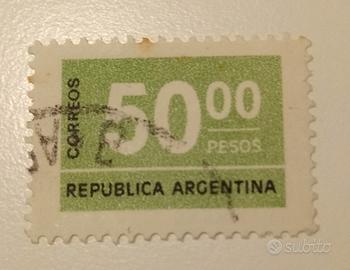 CORREOS
50.00
PESOS
REPUBLICA ARGENTINA
subito